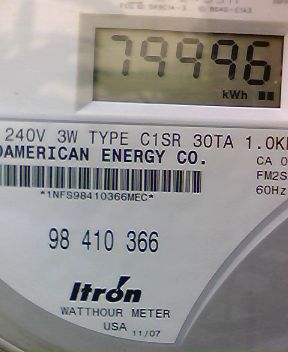 79996
kWh
240V 3W TYPE C1SR 30TA 1.0K
AMERICAN ENERGY CO.
CA 0
FM2S
60Hz
*1NFS98410366MEC*
98 410 366
Itrón
WATTHOUR METER
USA 11/07